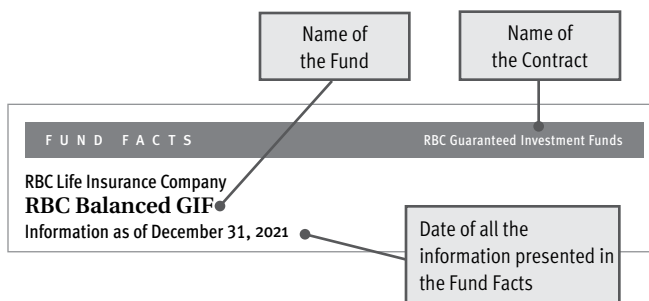 Name of
the Fund
Name of
the Contract
FUND FACTS
RBC Guaranteed Investment Funds
RBC Life Insurance Company
RBC Balanced GIF
Information as of December 31, 2021
Date of all the
information presented in
the Fund Facts